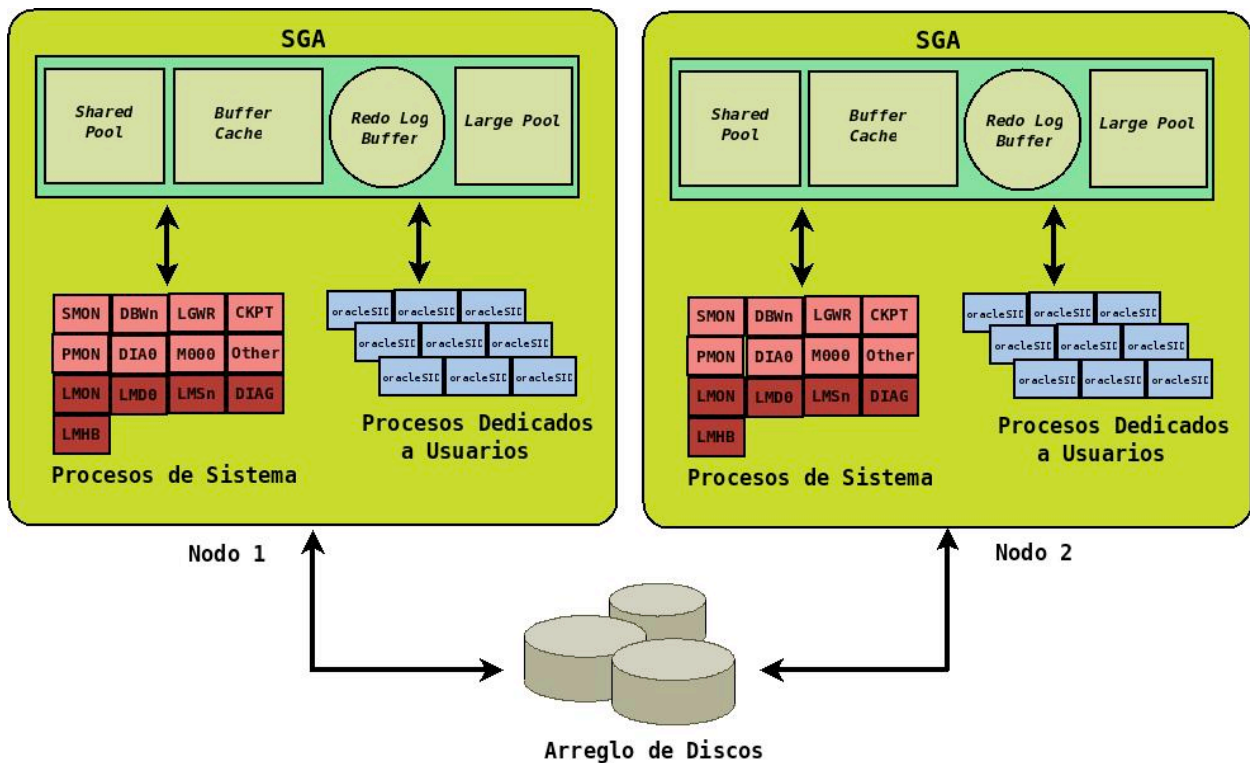 SGA
Shared
Pool
Buffer
Cache
Redo Log
Buffer
Large Pool
SMON DBWn LGWR CKPT
PMON DIA0 M000 Other
LMON LMD0 LMSn DIAG
LMHB
Procesos de Sistema
oracleSID oracleSID oracleSID
oracleSID oracleSID oracleSID
oracleSID oracleSID oracleSID
Procesos Dedicados
a Usuarios
Nodo 1
SGA
Shared
Pool
Buffer
Cache
Redo Log
Buffer
Large Pool
SMON DBWn LGWR CKPT
PMON DIA0 M000 Other
LMON LMD0 LMSn DIAG
LMHB
Procesos de Sistema
oracleSID oracleSID oracleSID
oracleSID oracleSID oracleSID
oracleSID oracleSID oracleSID
Procesos Dedicados
a Usuarios
Nodo 2
Arreglo de Discos